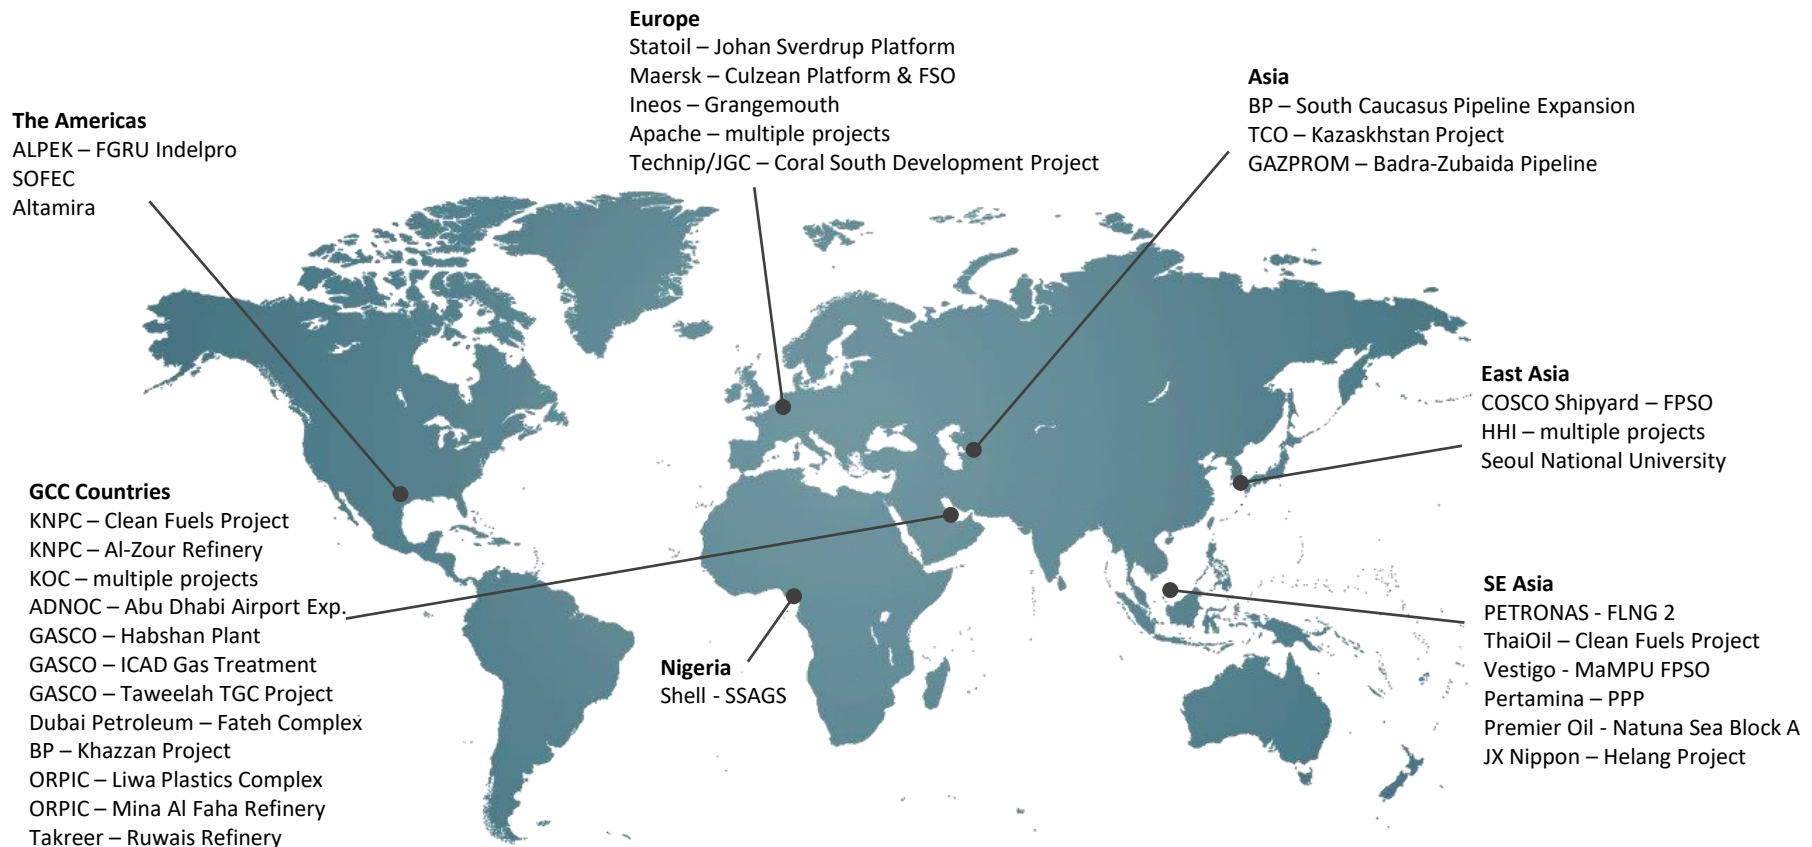 Europe
Statoil – Johan Sverdrup Platform
Maersk – Culzean Platform & FSO
Ineos – Grangemouth
Apache – multiple projects
Technip/JGC – Coral South Development Project
Asia
BP – South Caucasus Pipeline Expansion
TCO – Kazaskhstan Project
GAZPROM – Badra-Zubaida Pipeline
The Americas
ALPEK – FGRU Indelpro
SOFEC
Altamira
East Asia
COSCO Shipyard – FPSO
HHI – multiple projects
Seoul National University
GCC Countries
KNPC – Clean Fuels Project
KNPC – Al-Zour Refinery
KOC – multiple projects
ADNOC – Abu Dhabi Airport Exp.
GASCO – Habshan Plant
GASCO – ICAD Gas Treatment
GASCO – Taweelah TGC Project
Dubai Petroleum – Fateh Complex
BP – Khazzan Project
ORPIC – Liwa Plastics Complex
ORPIC – Mina Al Faha Refinery
Takreer – Ruwais Refinery
Nigeria
Shell - SSAGS
SE Asia
PETRONAS - FLNG 2
ThaiOil – Clean Fuels Project
Vestigo - MaMPU FPSO
Pertamina – PPP
Premier Oil - Natuna Sea Block A
JX Nippon – Helang Project